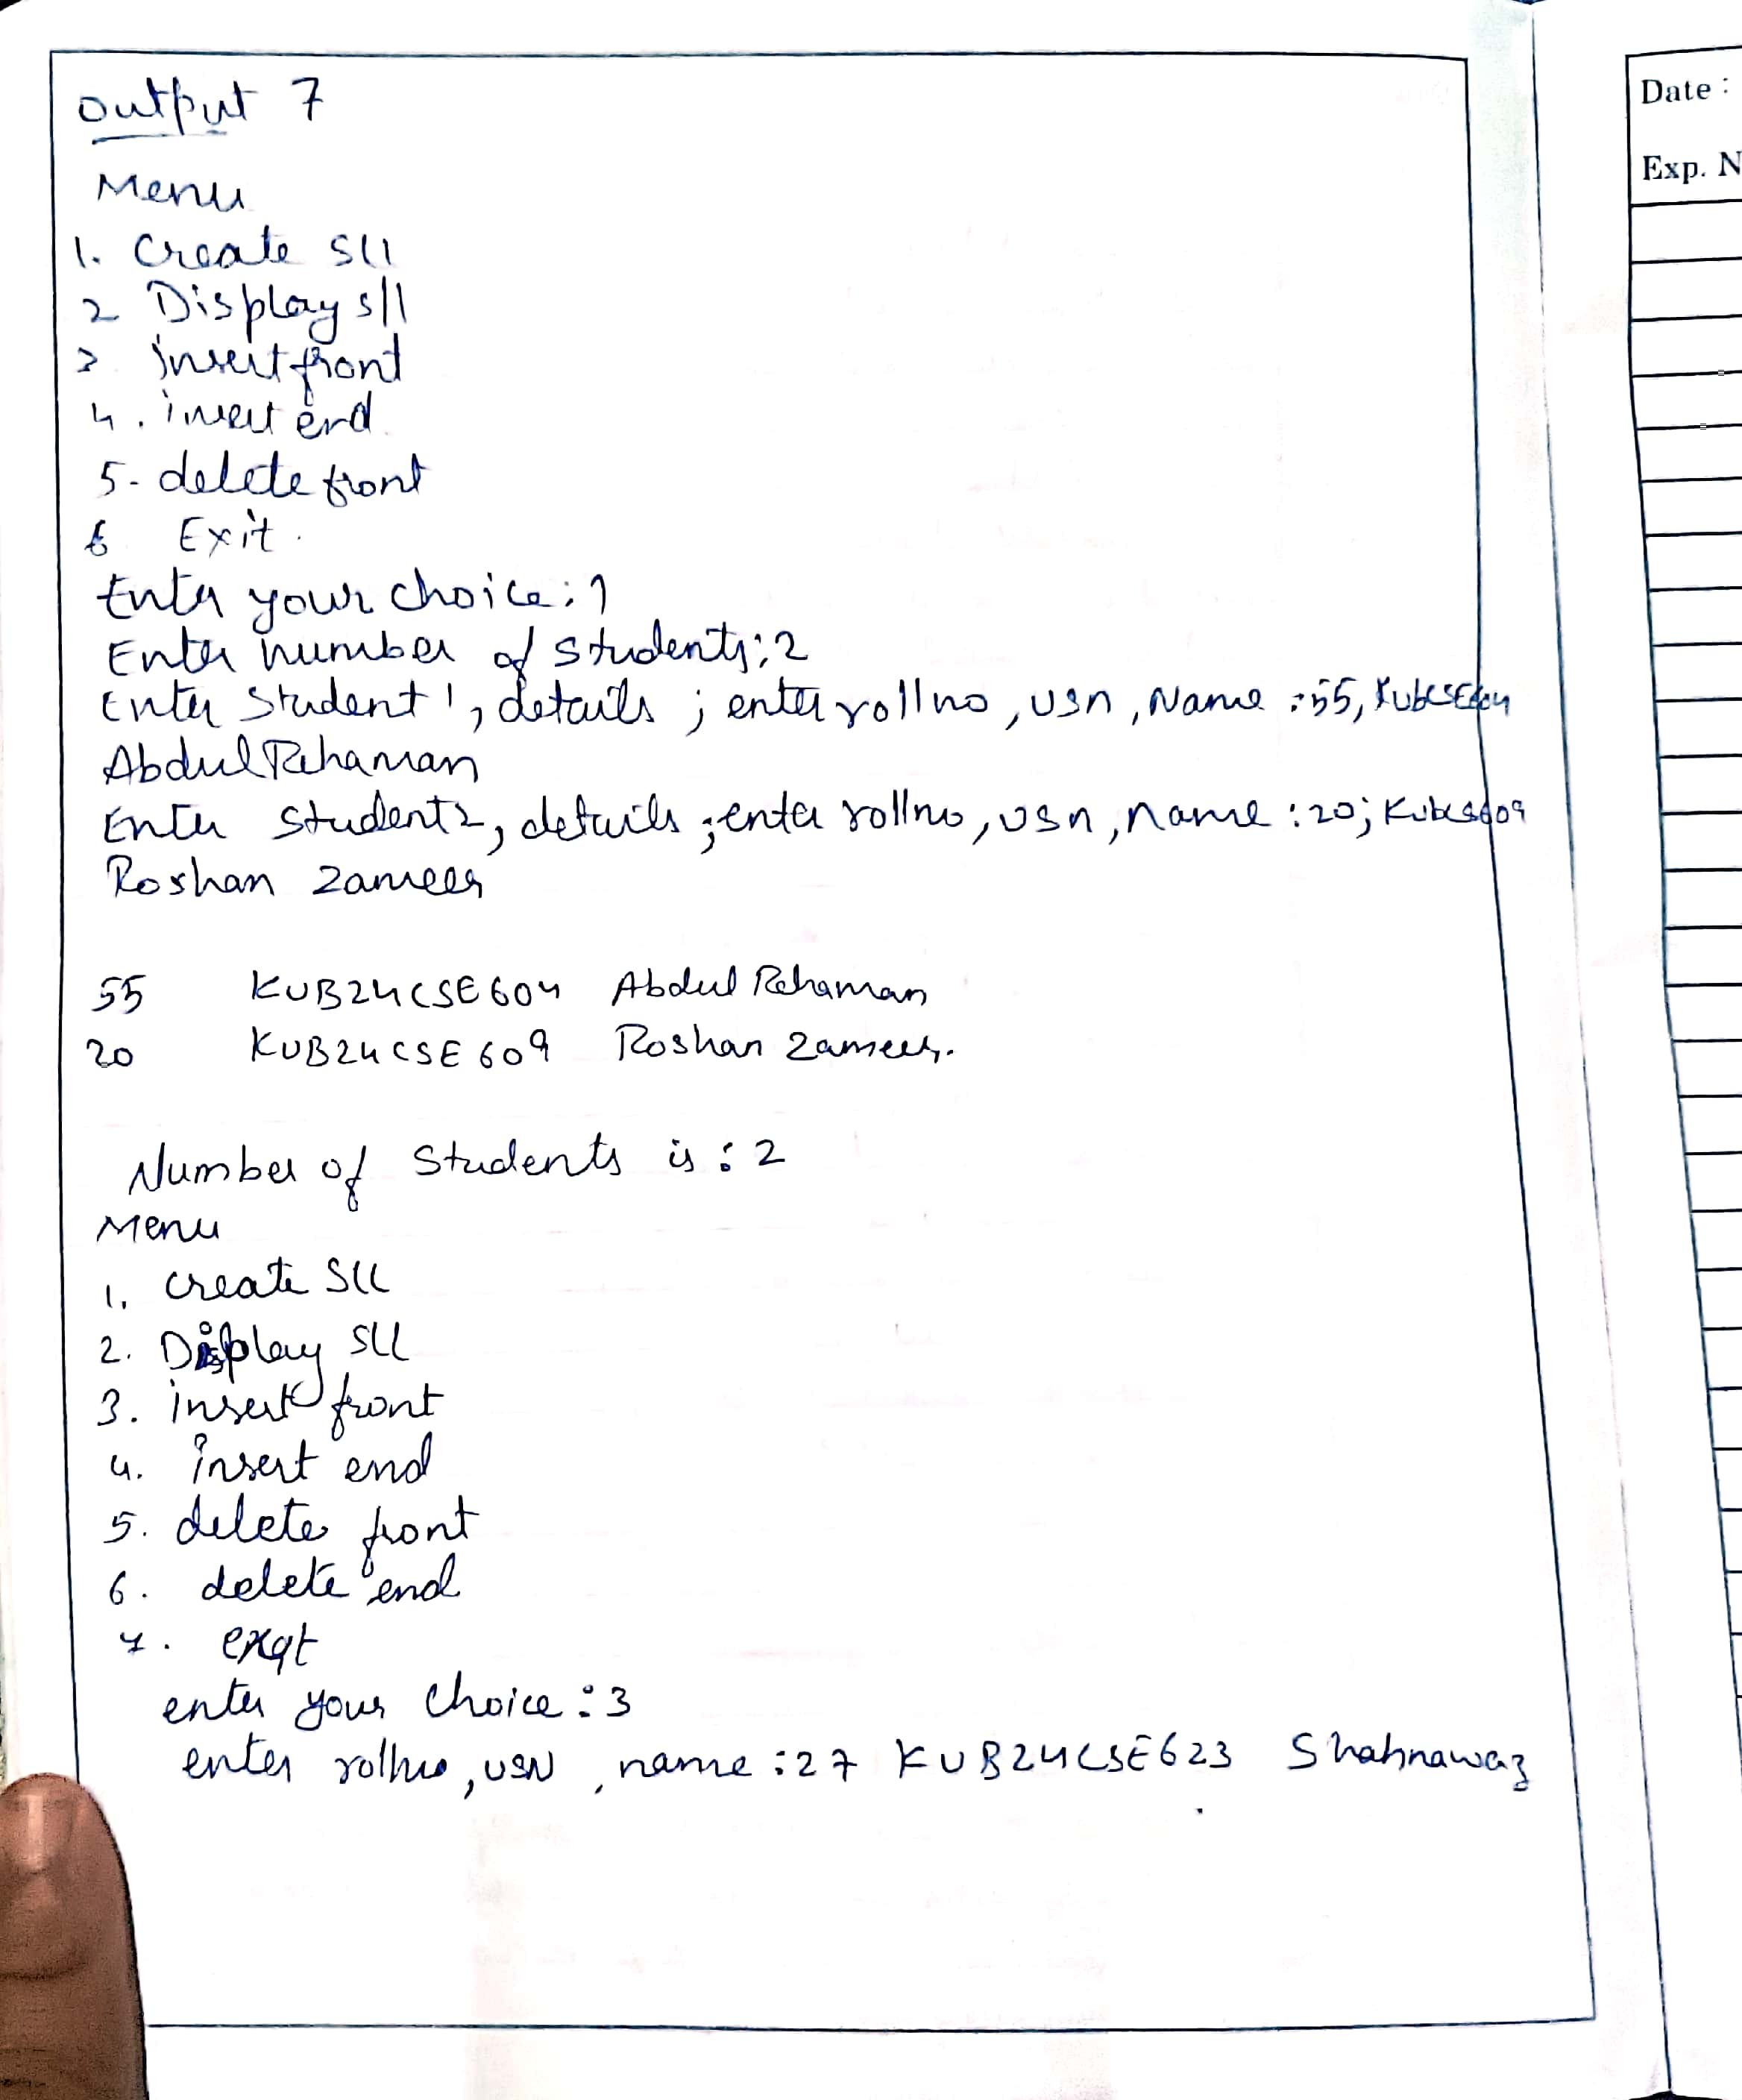 Output 7
Menu
1. Create Sll
2 Display sll
3 insert front
4. insert end
5- delete front
6 Exit.
Enter your choice: 1
Enter number of students; 2
Enter Student 1, details ; enter rollno, usn, Name : 55,
Abdul Rehaman
Enter student 2, details ; enter rollno, usn, name : 20;
Roshan Zameer
55 KUB24CSE604 Abdul Rehaman
20 KUB24CSE609 Roshan Zameer.
Number of Students is : 2
Menu
1. create Sll
2. Display Sll
3. insert front
4. insert end
5. delete front
6. delete end
7. exit
enter your choice : 3
enter rollno, usn, name : 27 KUB24CSE623 Shahnawaz
Date :
Exp. N